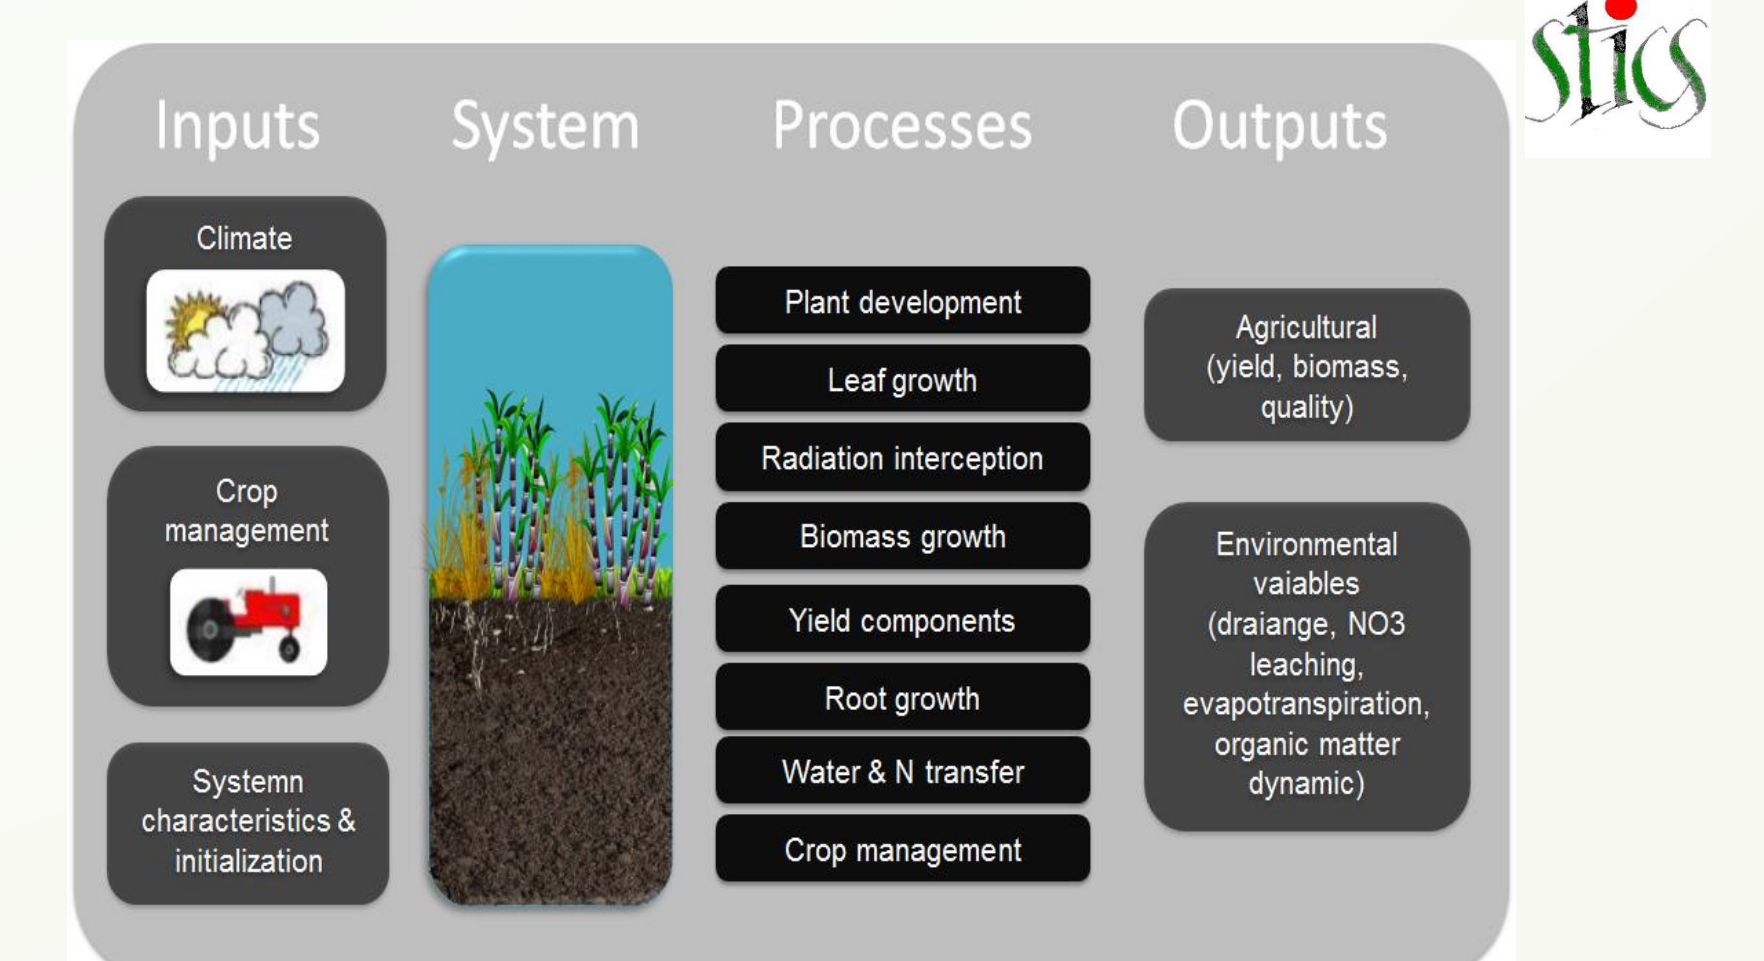 stics
Inputs
System
Processes
Outputs
Climate
Crop
management
Systemn
characteristics &
initialization
Plant development
Leaf growth
Radiation interception
Biomass growth
Yield components
Root growth
Water & N transfer
Crop management
Agricultural
(yield, biomass,
quality)
Environmental
vaiables
(draiange, NO3
leaching,
evapotranspiration,
organic matter
dynamic)